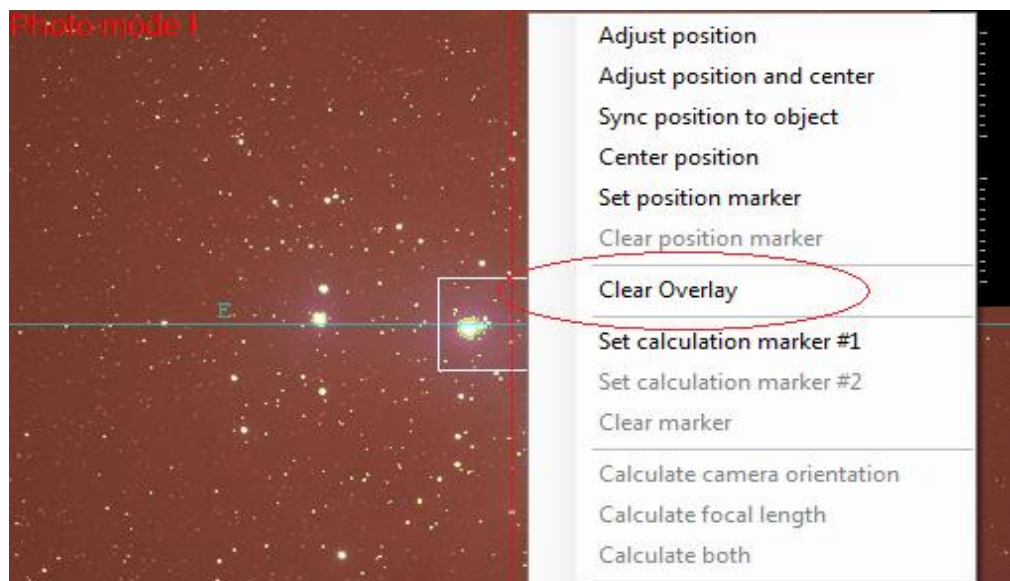 Photo mode !
Adjust position
Adjust position and center
Sync position to object
Center position
Set position marker
Clear position marker
Clear Overlay
E
Set calculation marker #1
Set calculation marker #2
Clear marker
Calculate camera orientation
Calculate focal length
Calculate both